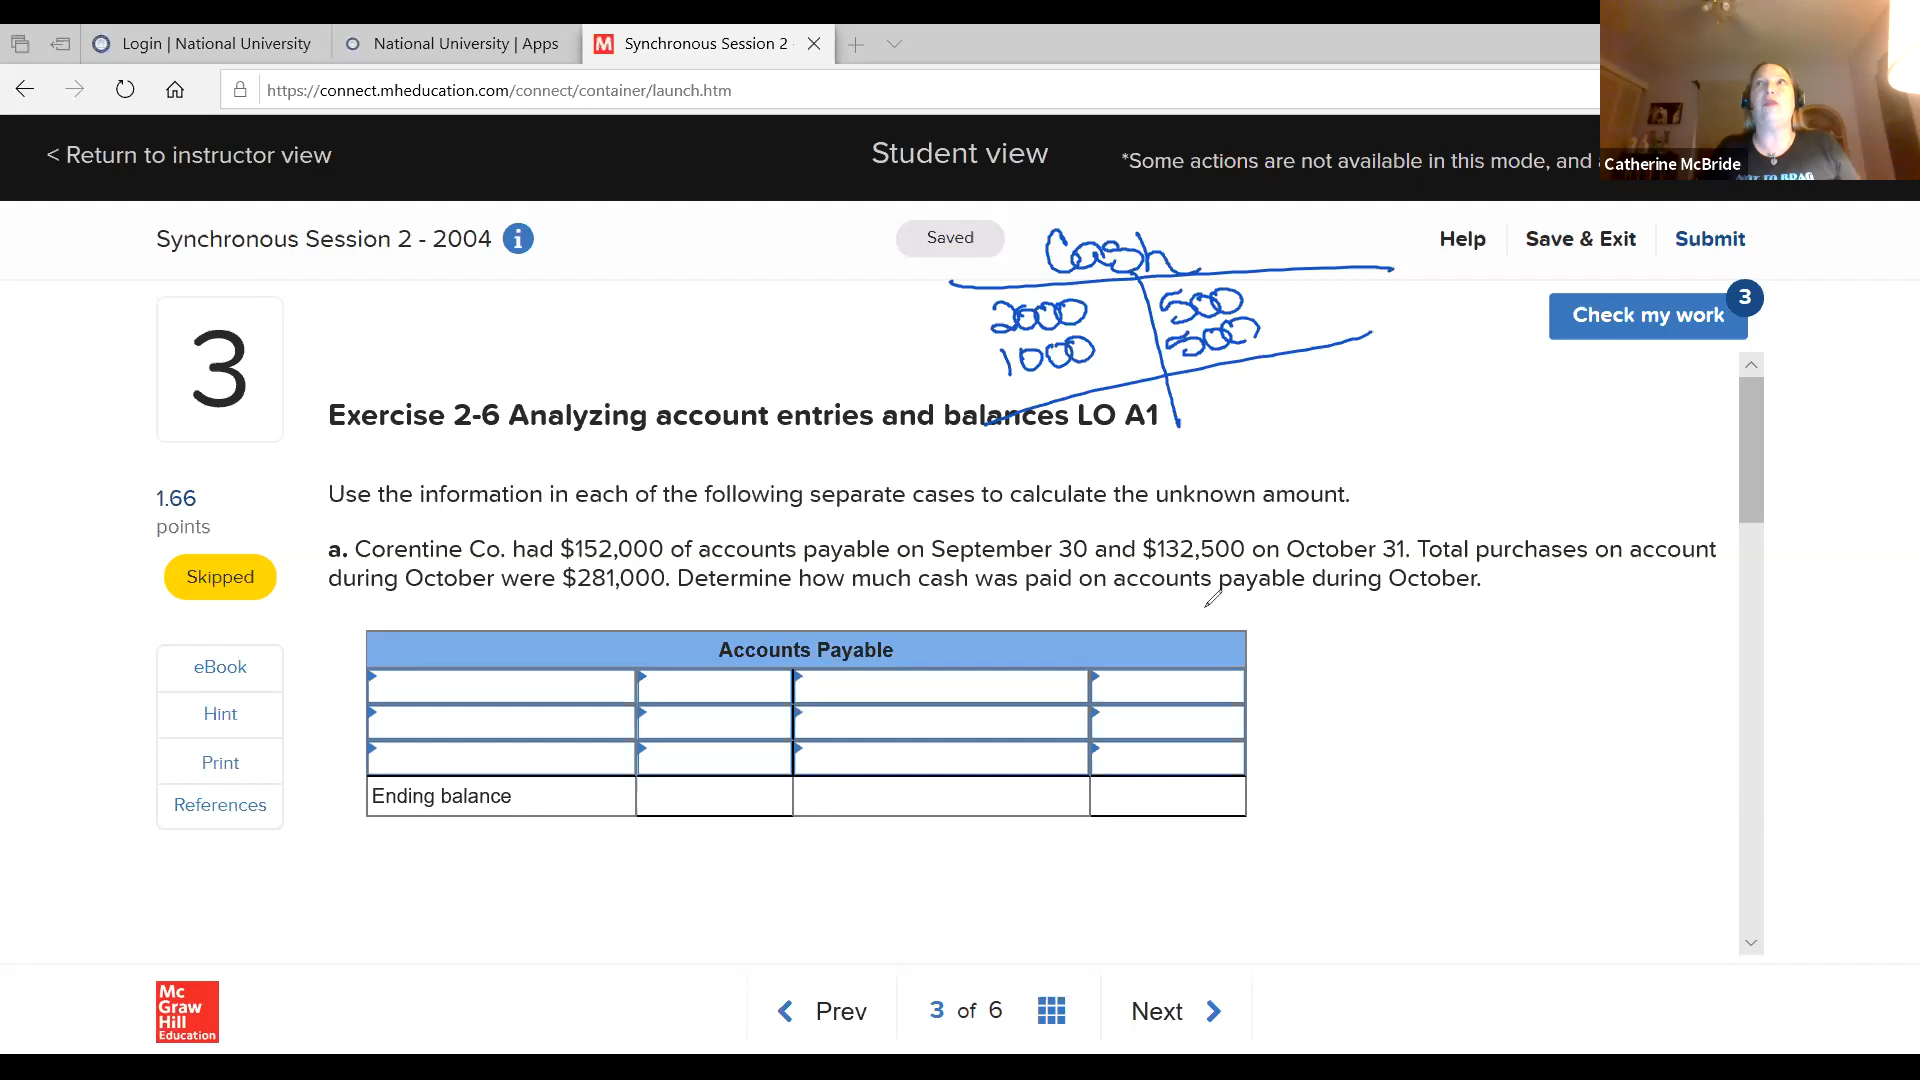 Login | National University
National University | Apps
Synchronous Session 2
https://connect.mheducation.com/connect/container/launch.htm
< Return to instructor view
Student view
*Some actions are not available in this mode, and
Catherine McBride
NOT TO BRAG
Synchronous Session 2 - 2004
i
Saved
Help
Save & Exit
Submit
Cash
2000
500
1000
500
3
Check my work
3
Exercise 2-6 Analyzing account entries and balances LO A1
1.66
points
Skipped
Use the information in each of the following separate cases to calculate the unknown amount.
a. Corentine Co. had $152,000 of accounts payable on September 30 and $132,500 on October 31. Total purchases on account
during October were $281,000. Determine how much cash was paid on accounts payable during October.
Accounts Payable
Ending balance
eBook
Hint
Print
References
Mc
Graw
Hill
Education
Prev
3 of 6
Next